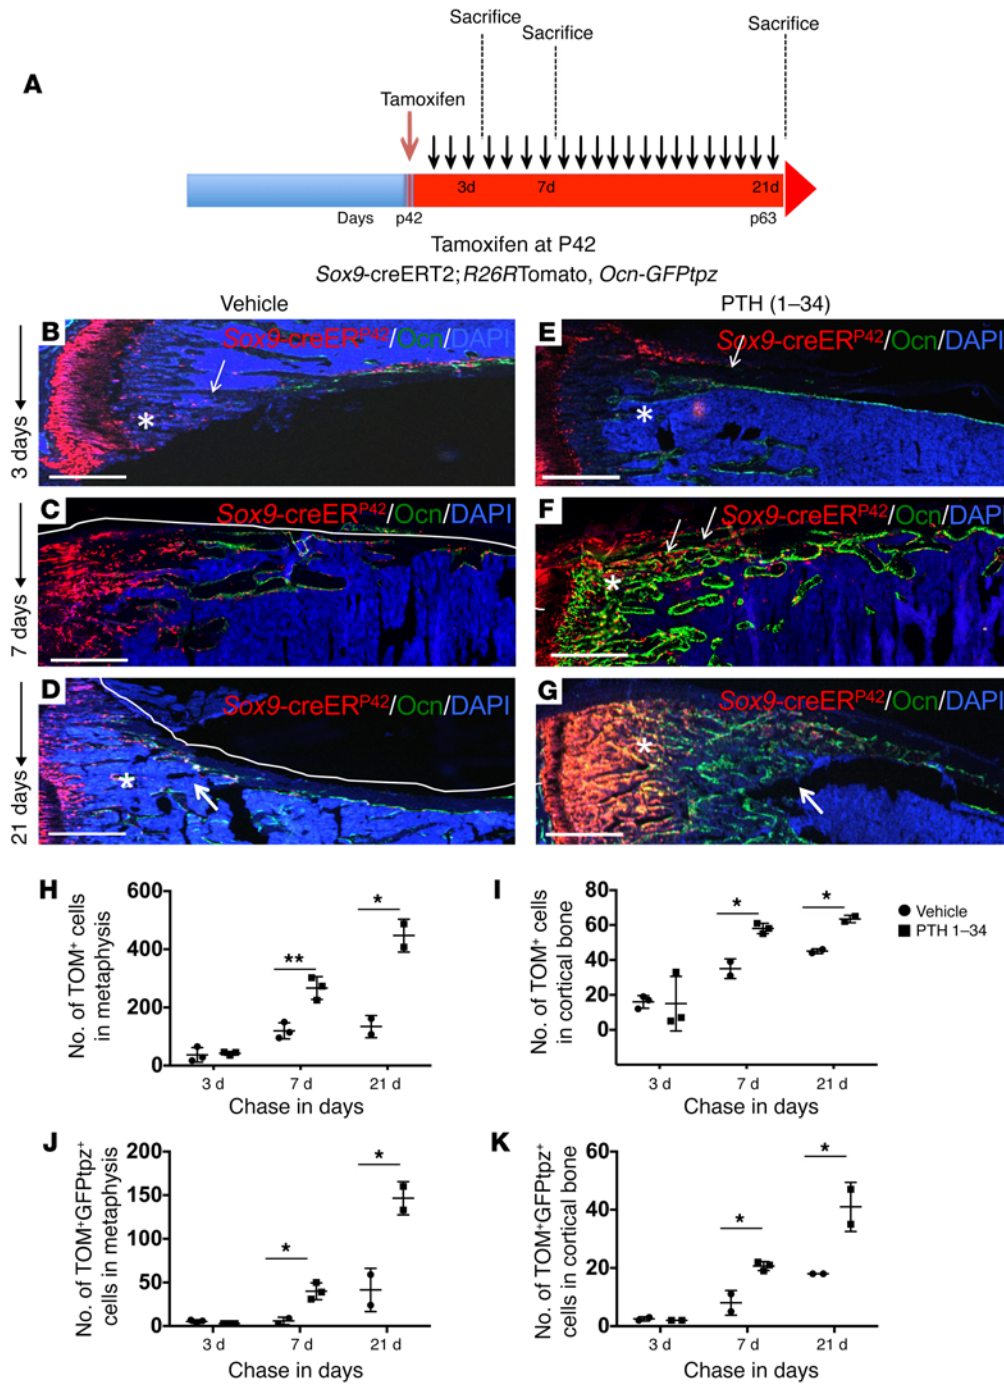 A
Sacrifice
Sacrifice
Sacrifice
Tamoxifen
3d
7d
21d
Days
p42
p63
Tamoxifen at P42
Sox9-creERT2;R26RTomato, Ocn-GFPtpz
Vehicle
PTH (1–34)
3 days
B
Sox9-creERP42/Ocn/DAPI
E
Sox9-creERP42/Ocn/DAPI
*
*
7 days
C
Sox9-creERP42/Ocn/DAPI
F
Sox9-creERP42/Ocn/DAPI
*
21 days
D
Sox9-creERP42/Ocn/DAPI
G
Sox9-creERP42/Ocn/DAPI
*
*
H
No. of TOM+ cells
in metaphysis
600
400
200
0
**
*
3 d
7 d
21 d
Chase in days
I
No. of TOM+ cells
in cortical bone
80
60
40
20
0
*
*
3 d
7 d
21 d
Chase in days
Vehicle
PTH 1–34
J
No. of TOM+GFPtpz+
cells in metaphysis
200
150
100
50
0
*
*
3 d
7 d
21 d
Chase in days
K
No. of TOM+GFPtpz+
cells in cortical bone
60
40
20
0
*
*
3 d
7 d
21 d
Chase in days